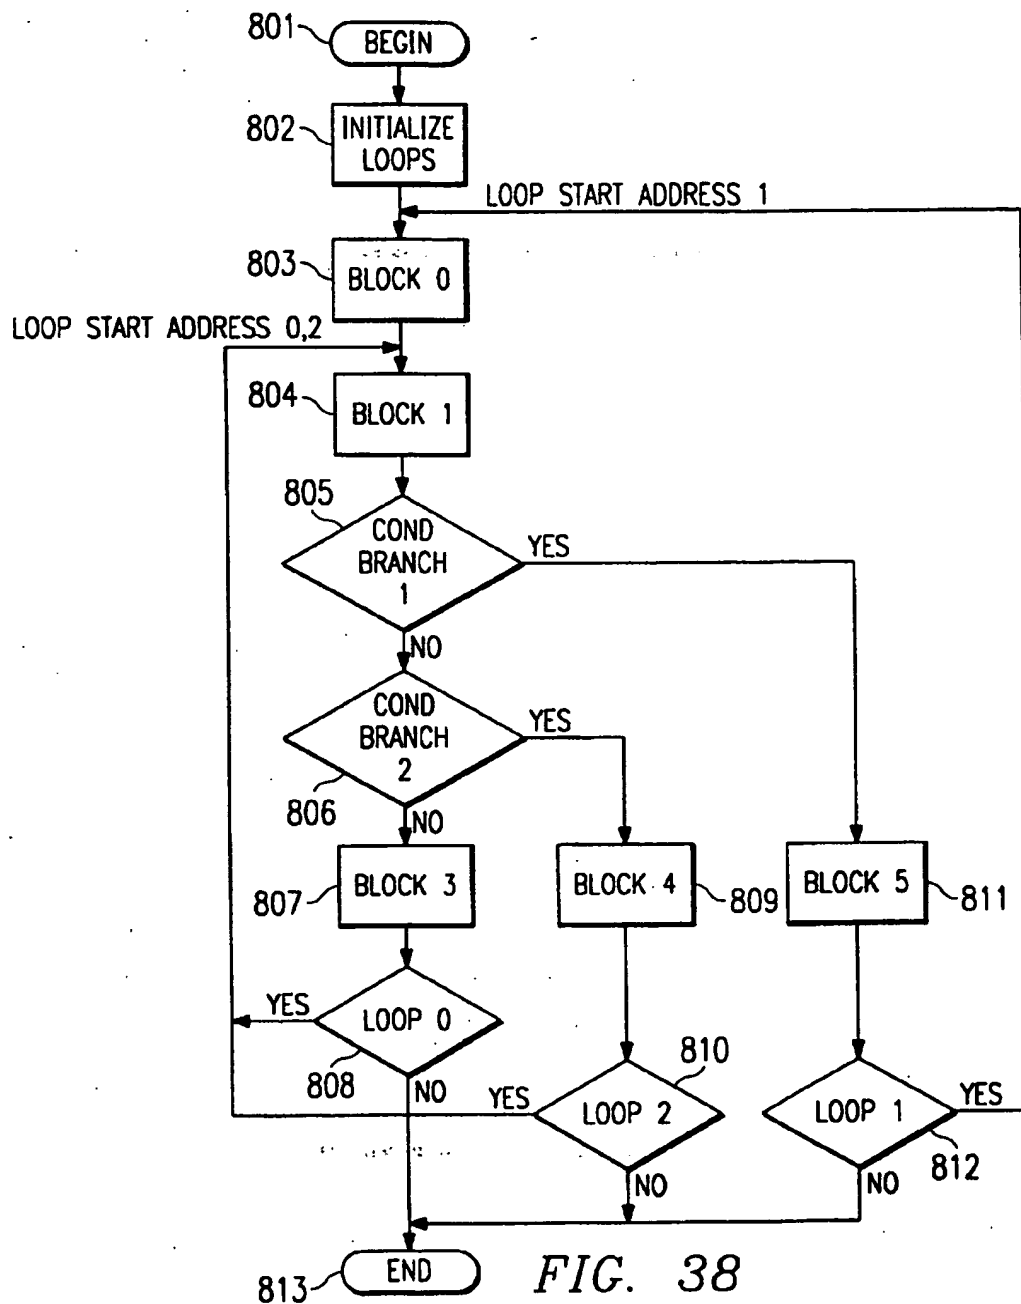 801
BEGIN
802
INITIALIZE
LOOPS
LOOP START ADDRESS 1
803
BLOCK 0
LOOP START ADDRESS 0,2
804
BLOCK 1
805
COND
BRANCH
1
YES
NO
COND
BRANCH
2
YES
806
NO
807
BLOCK 3
BLOCK 4
809
BLOCK 5
811
YES
LOOP 0
808
NO
YES
810
LOOP 2
NO
LOOP 1
YES
812
NO
813
END
FIG. 38